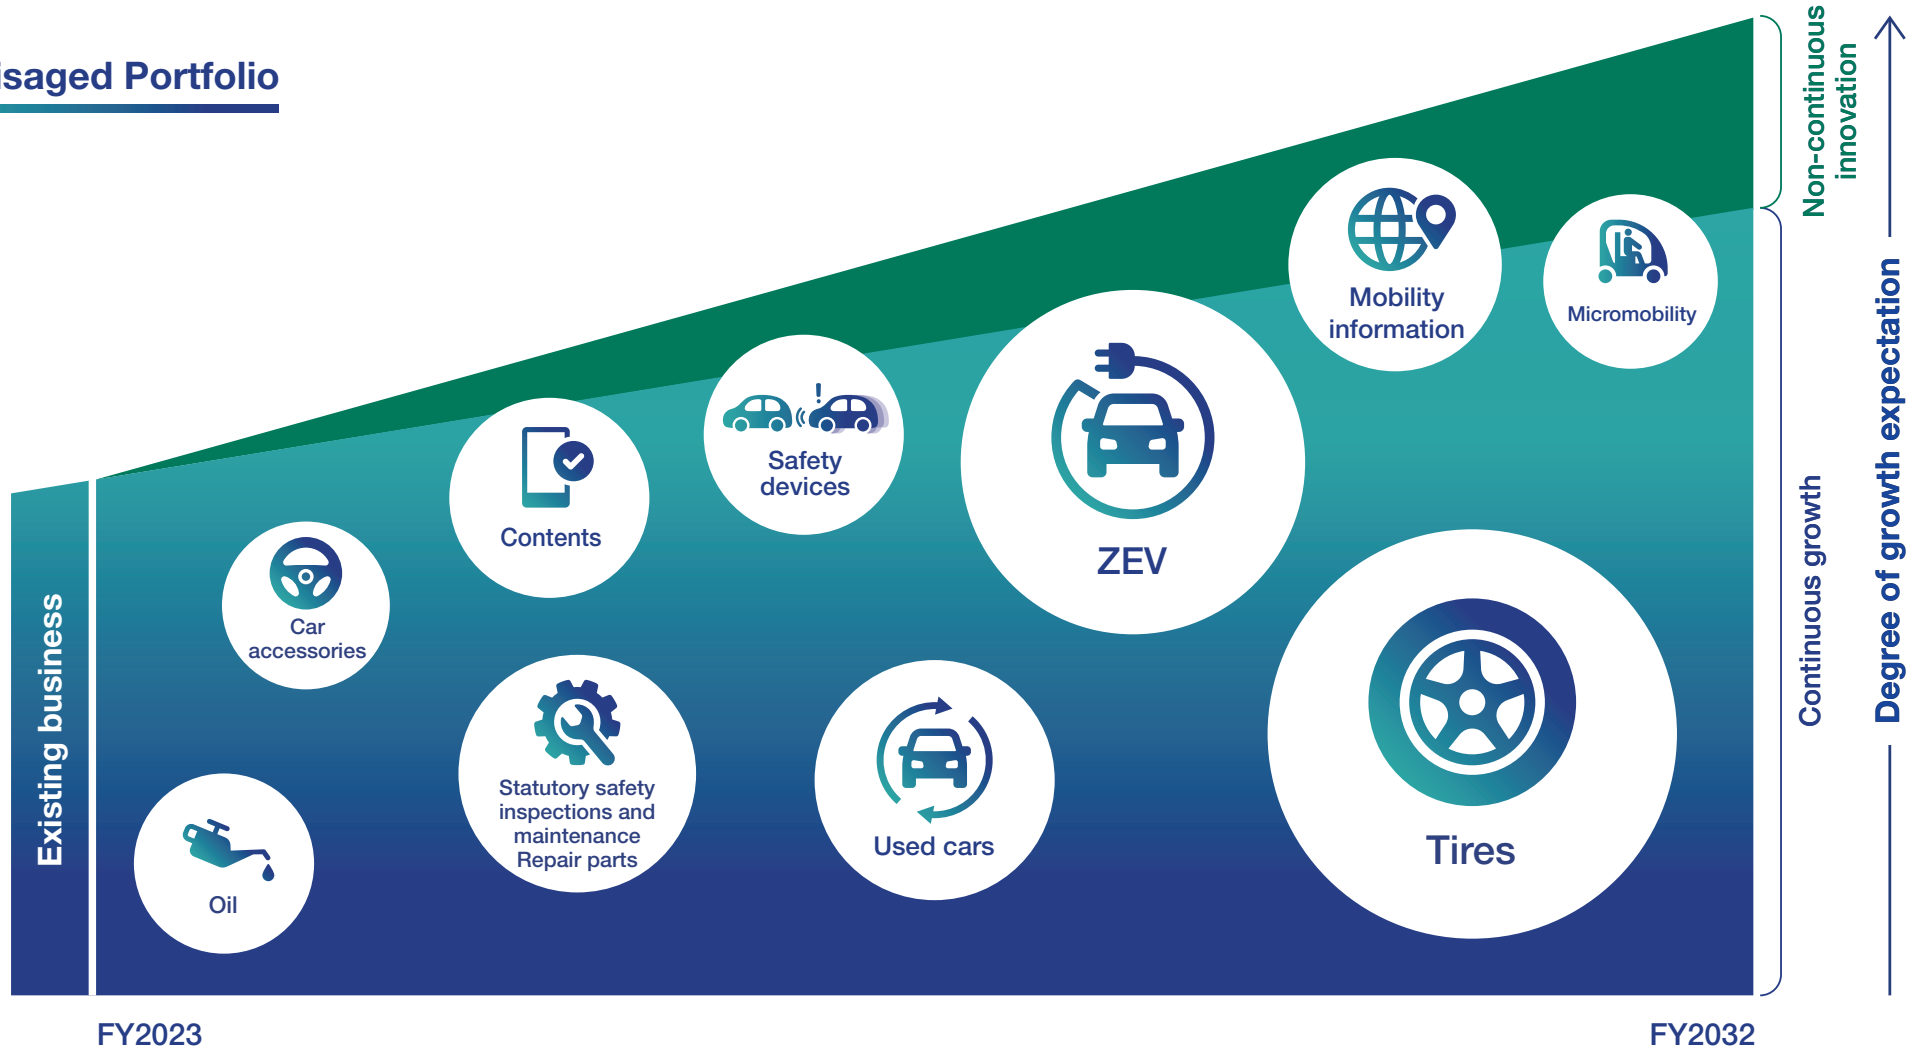 isaged Portfolio
Non-continuous
innovation
Degree of growth expectation
Continuous growth
Existing business
Mobility
information
Micromobility
Safety
devices
Contents
ZEV
Car
accessories
Statutory safety
inspections and
maintenance
Repair parts
Used cars
Tires
Oil
FY2023
FY2032